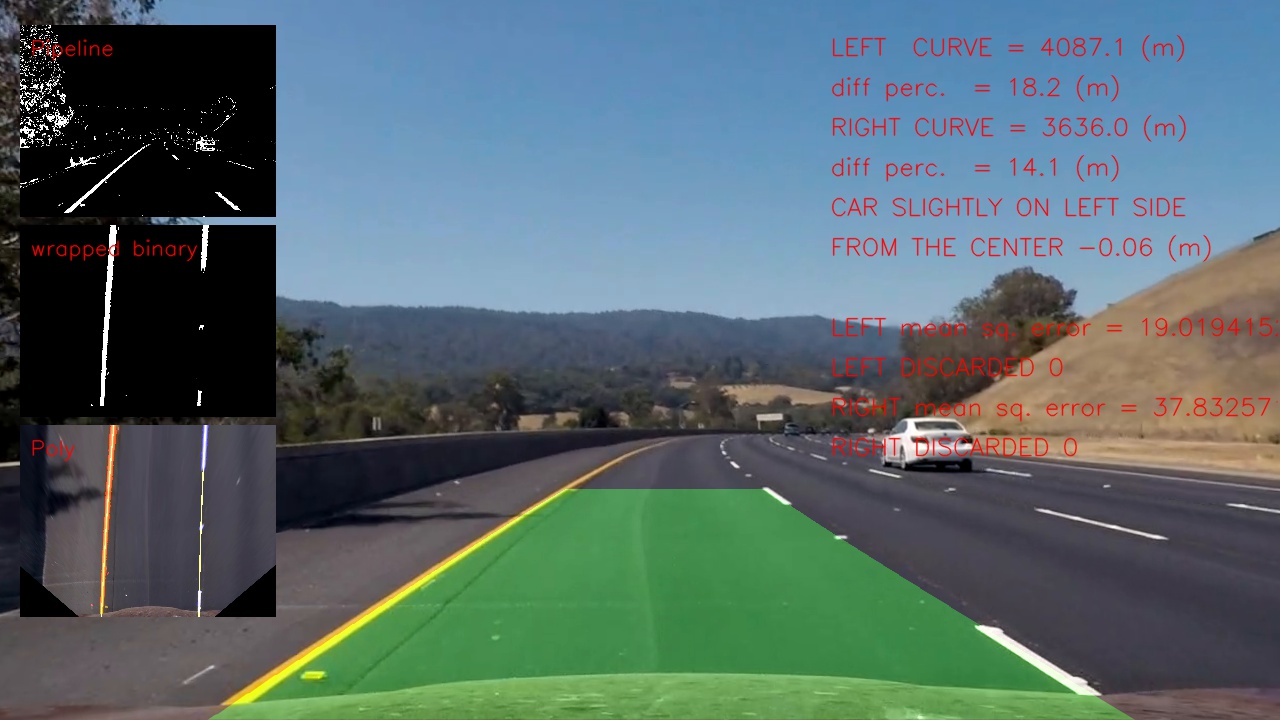 Pipeline
wrapped binary
Poly
LEFT  CURVE = 4087.1 (m)
diff perc.  = 18.2 (m)
RIGHT CURVE = 3636.0 (m)
diff perc.  = 14.1 (m)
CAR SLIGHTLY ON LEFT SIDE
FROM THE CENTER -0.06 (m)
LEFT mean sq. error = 19.019415
LEFT DISCARDED 0
RIGHT mean sq. error = 37.83257
RIGHT DISCARDED 0